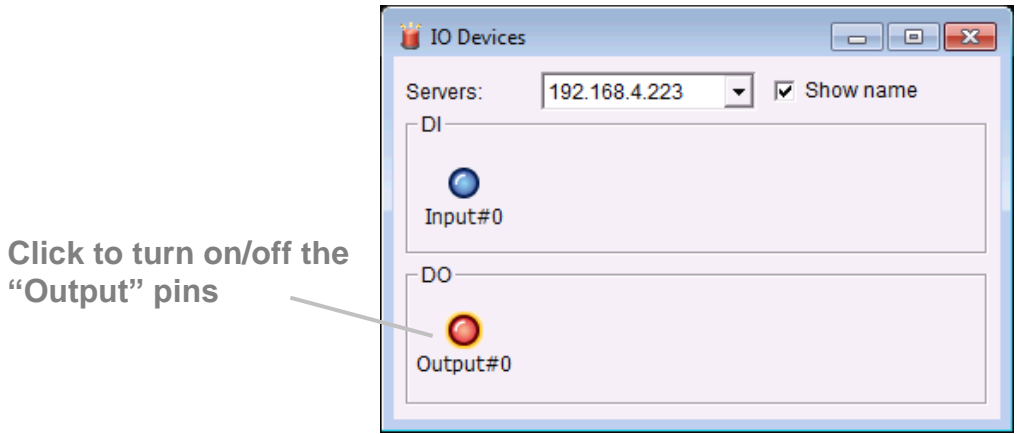 IO Devices
Servers: 192.168.4.223 Show name
DI
Input#0
Click to turn on/off the
“Output” pins
DO
Output#0